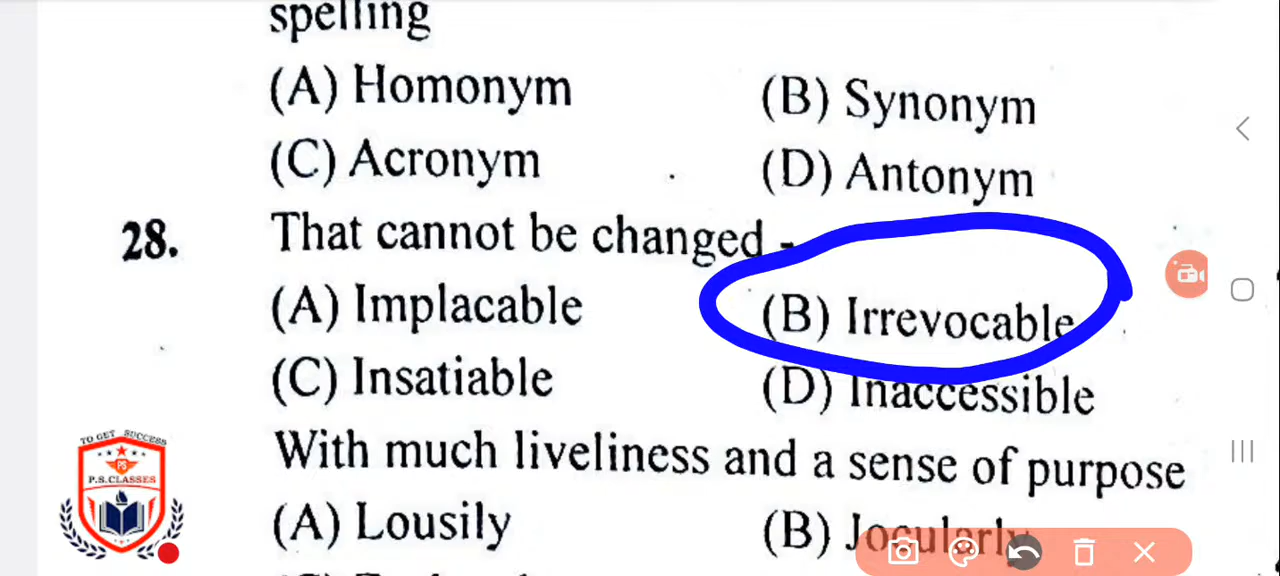 spelling
(A) Homonym (B) Synonym
(C) Acronym (D) Antonym
28. That cannot be changed -
(A) Implacable (B) Irrevocable
(C) Insatiable (D) Inaccessible
With much liveliness and a sense of purpose
(A) Lousily (B) Jocularly
TO GET SUCCESS
PS
P.S.CLASSES